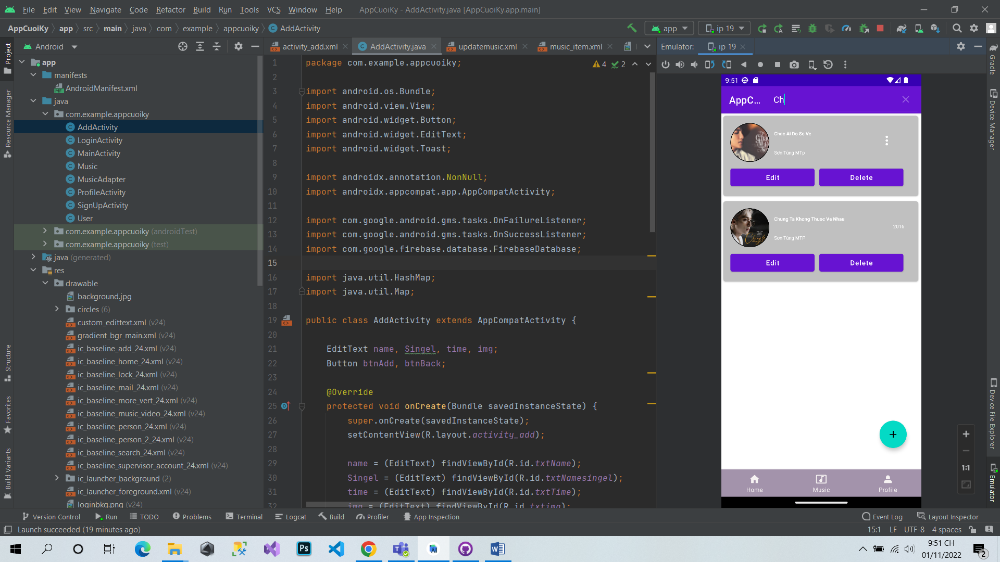 File Edit View Navigate Code Refactor Build Run Tools VCS Window Help AppCuoiKy - AddActivity.java [AppCuoiKy.app.main]
AppCuoiKy app src main java com example appcuoiky AddActivity app ip 19
Android
activity_add.xml AddActivity.java updatemusic.xml music_item.xml
Emulator: ip 19
Project
Resource Manager
Structure
Favorites
Build Variants
app
manifests
AndroidManifest.xml
java
com.example.appcuoiky
AddActivity
LoginActivity
MainActivity
Music
MusicAdapter
ProfileActivity
SignUpActivity
User
com.example.appcuoiky (androidTest)
com.example.appcuoiky (test)
java (generated)
res
drawable
background.jpg
circles (6)
custom_edittext.xml (v24)
gradient_bgr_main.xml (v24)
ic_baseline_add_24.xml (v24)
ic_baseline_home_24.xml (v24)
ic_baseline_lock_24.xml (v24)
ic_baseline_mail_24.xml (v24)
ic_baseline_more_vert_24.xml (v24)
ic_baseline_music_video_24.xml (v24)
ic_baseline_person_24.xml (v24)
ic_baseline_person_2_24.xml (v24)
ic_baseline_search_24.xml (v24)
ic_baseline_supervisor_account_24.xml (v24)
ic_launcher_background (2)
ic_launcher_foreground.xml (v24)
loginbkg.png (v24)
4 2
1 package com.example.appcuoiky;
2
3 import android.os.Bundle;
4 import android.view.View;
5 import android.widget.Button;
6 import android.widget.EditText;
7 import android.widget.Toast;
8
9 import androidx.annotation.NonNull;
10 import androidx.appcompat.app.AppCompatActivity;
11
12 import com.google.android.gms.tasks.OnFailureListener;
13 import com.google.android.gms.tasks.OnSuccessListener;
14 import com.google.firebase.database.FirebaseDatabase;
15
16 import java.util.HashMap;
17 import java.util.Map;
18
19 public class AddActivity extends AppCompatActivity {
20
21 EditText name, Singel, time, img;
22 Button btnAdd, btnBack;
23
24 @Override
25 protected void onCreate(Bundle savedInstanceState) {
26 super.onCreate(savedInstanceState);
27 setContentView(R.layout.activity_add);
28
29 name = (EditText) findViewById(R.id.txtName);
30 Singel = (EditText) findViewById(R.id.txtNamesingel);
31 time = (EditText) findViewById(R.id.txtTime);
32 img = (EditText) findViewById(R.id.txtimg);
9:51
AppC... Ch
Chac Ai Do Se Ve
Sơn Tùng MTp
Edit Delete
Chung Ta Khong Thuoc Ve Nhau
2016
Sơn Tùng MTP
Edit Delete
+
Home Music Profile
1:1
Gradle
Device Manager
Device File Explorer
Emulator
Version Control Run TODO Problems Terminal Logcat Build Profiler App Inspection Event Log Layout Inspector
Launch succeeded (19 minutes ago) 15:1 LF UTF-8 4 spaces
Ps
9:51 CH
01/11/2022
2